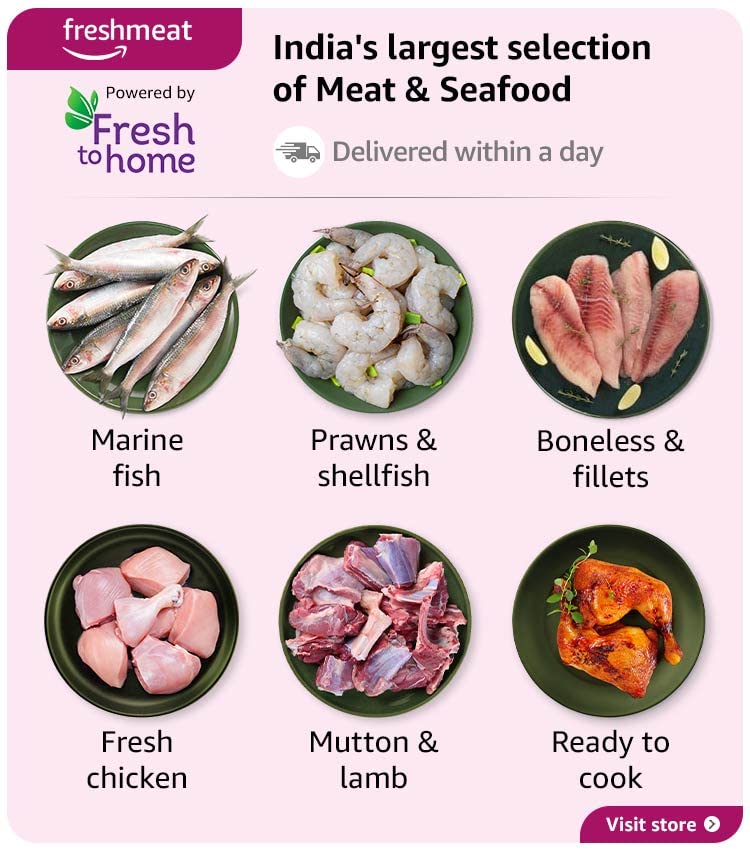 freshmeat
India's largest selection
of Meat & Seafood
Powered by
Fresh
to home
Delivered within a day
Marine
fish
Prawns &
shellfish
Boneless &
fillets
Fresh
chicken
Mutton &
lamb
Ready to
cook
Visit store